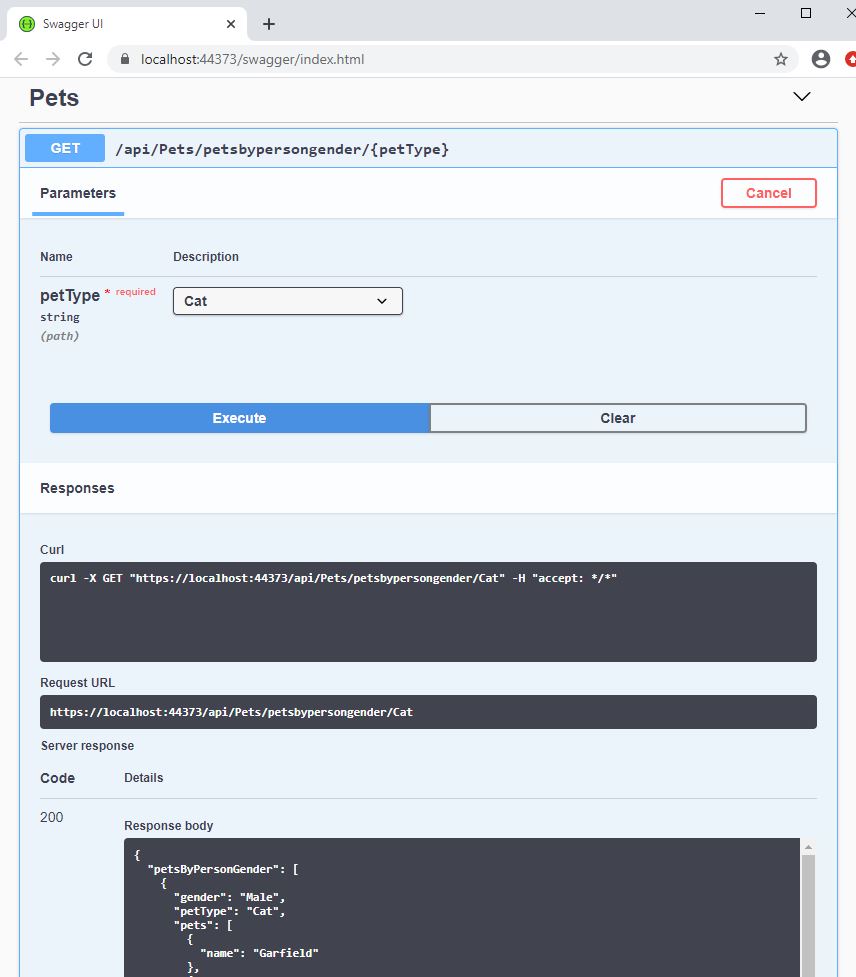 Swagger UI
localhost:44373/swagger/index.html
Pets
GET /api/Pets/petsbypersongender/{petType}
Parameters
Cancel
Name Description
petType * required
Cat
string
(path)
Execute
Clear
Responses
Curl
curl -X GET "https://localhost:44373/api/Pets/petsbypersongender/Cat" -H "accept: */*"
Request URL
https://localhost:44373/api/Pets/petsbypersongender/Cat
Server response
Code Details
200
Response body
{
"petsByPersonGender": [
{
"gender": "Male",
"petType": "Cat",
"pets": [
{
"name": "Garfield"
},